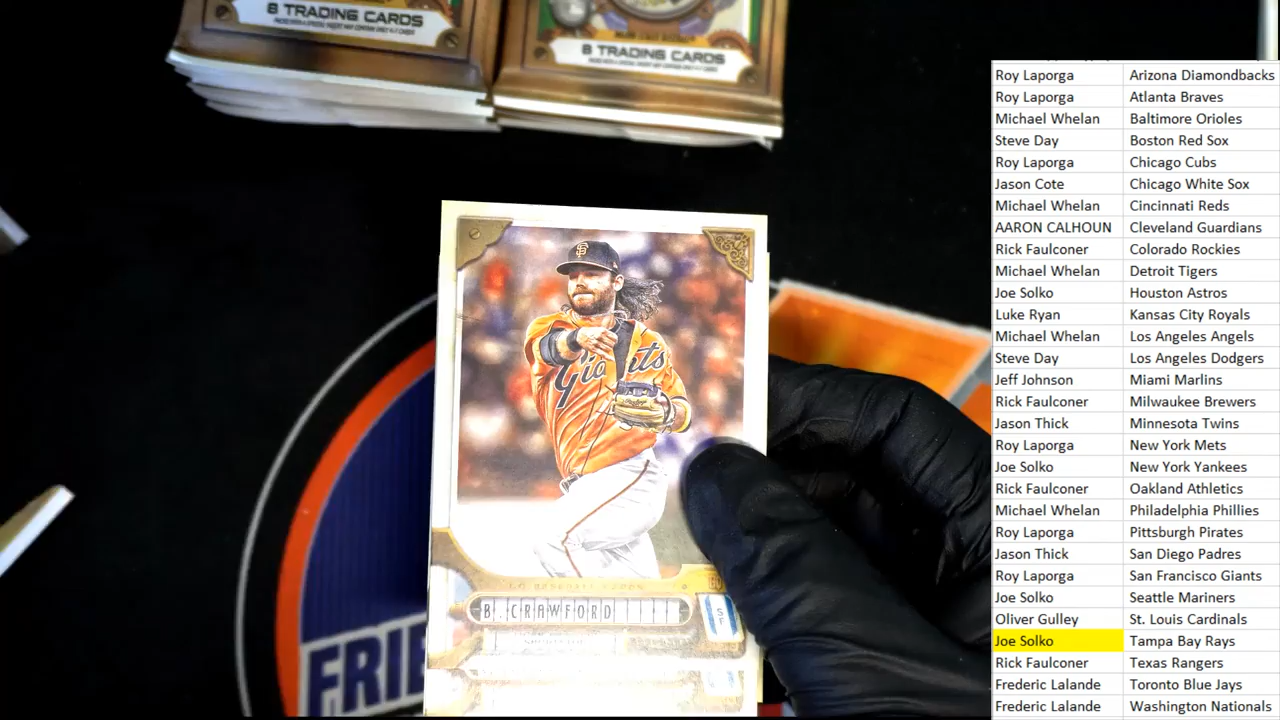 8 TRADING CARDS
8 TRADING CARDS
SF
Giants
B. CRAWFORD
SF
FRI
Roy Laporga Arizona Diamondbacks
Roy Laporga Atlanta Braves
Michael Whelan Baltimore Orioles
Steve Day Boston Red Sox
Roy Laporga Chicago Cubs
Jason Cote Chicago White Sox
Michael Whelan Cincinnati Reds
AARON CALHOUN Cleveland Guardians
Rick Faulconer Colorado Rockies
Michael Whelan Detroit Tigers
Joe Solko Houston Astros
Luke Ryan Kansas City Royals
Michael Whelan Los Angeles Angels
Steve Day Los Angeles Dodgers
Jeff Johnson Miami Marlins
Rick Faulconer Milwaukee Brewers
Jason Thick Minnesota Twins
Roy Laporga New York Mets
Joe Solko New York Yankees
Rick Faulconer Oakland Athletics
Michael Whelan Philadelphia Phillies
Roy Laporga Pittsburgh Pirates
Jason Thick San Diego Padres
Roy Laporga San Francisco Giants
Joe Solko Seattle Mariners
Oliver Gulley St. Louis Cardinals
Joe Solko Tampa Bay Rays
Rick Faulconer Texas Rangers
Frederic Lalande Toronto Blue Jays
Frederic Lalande Washington Nationals